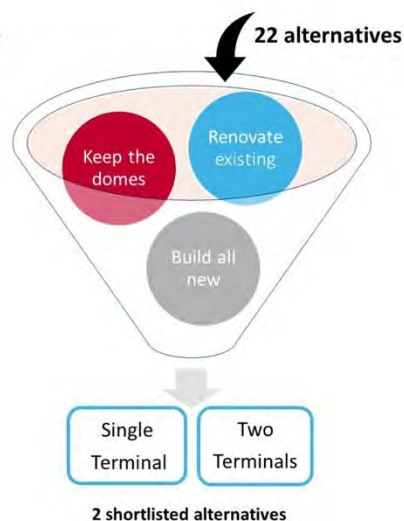 22 alternatives
Keep the
domes
Renovate
existing
Build all
new
Single
Terminal
Two
Terminals
2 shortlisted alternatives